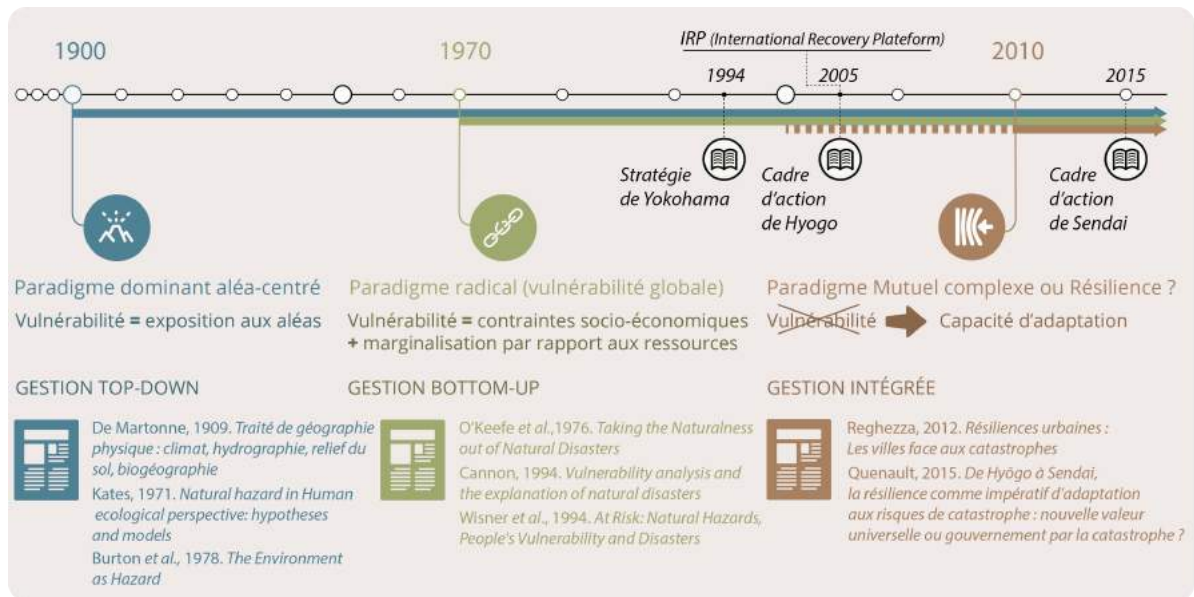 1900
1970
IRP (International Recovery Plateform)
2010
1994
2005
2015
Stratégie
de Yokohama
Cadre
d'action
de Hyogo
Cadre
d'action
de Sendai
Paradigme dominant aléa-centré
Vulnérabilité = exposition aux aléas
Paradigme radical (vulnérabilité globale)
Vulnérabilité = contraintes socio-économiques
+ marginalisation par rapport aux ressources
Paradigme Mutuel complexe ou Résilience ?
Vulnérabilité Capacité d'adaptation
GESTION TOP-DOWN
De Martonne, 1909. Traité de géographie
physique : climat, hydrographie, relief du
sol, biogéographie
Kates, 1971. Natural hazard in Human
ecological perspective: hypotheses
and models
Burton et al., 1978. The Environment
as Hazard
GESTION BOTTOM-UP
O'Keefe et al.,1976. Taking the Naturalness
out of Natural Disasters
Cannon, 1994. Vulnerability analysis and
the explanation of natural disasters
Wisner et al., 1994. At Risk: Natural Hazards,
People's Vulnerability and Disasters
GESTION INTÉGRÉE
Reghezza, 2012. Résiliences urbaines :
Les villes face aux catastrophes
Quenault, 2015. De Hyōgo à Sendai,
la résilience comme impératif d'adaptation
aux risques de catastrophe : nouvelle valeur
universelle ou gouvernement par la catastrophe ?